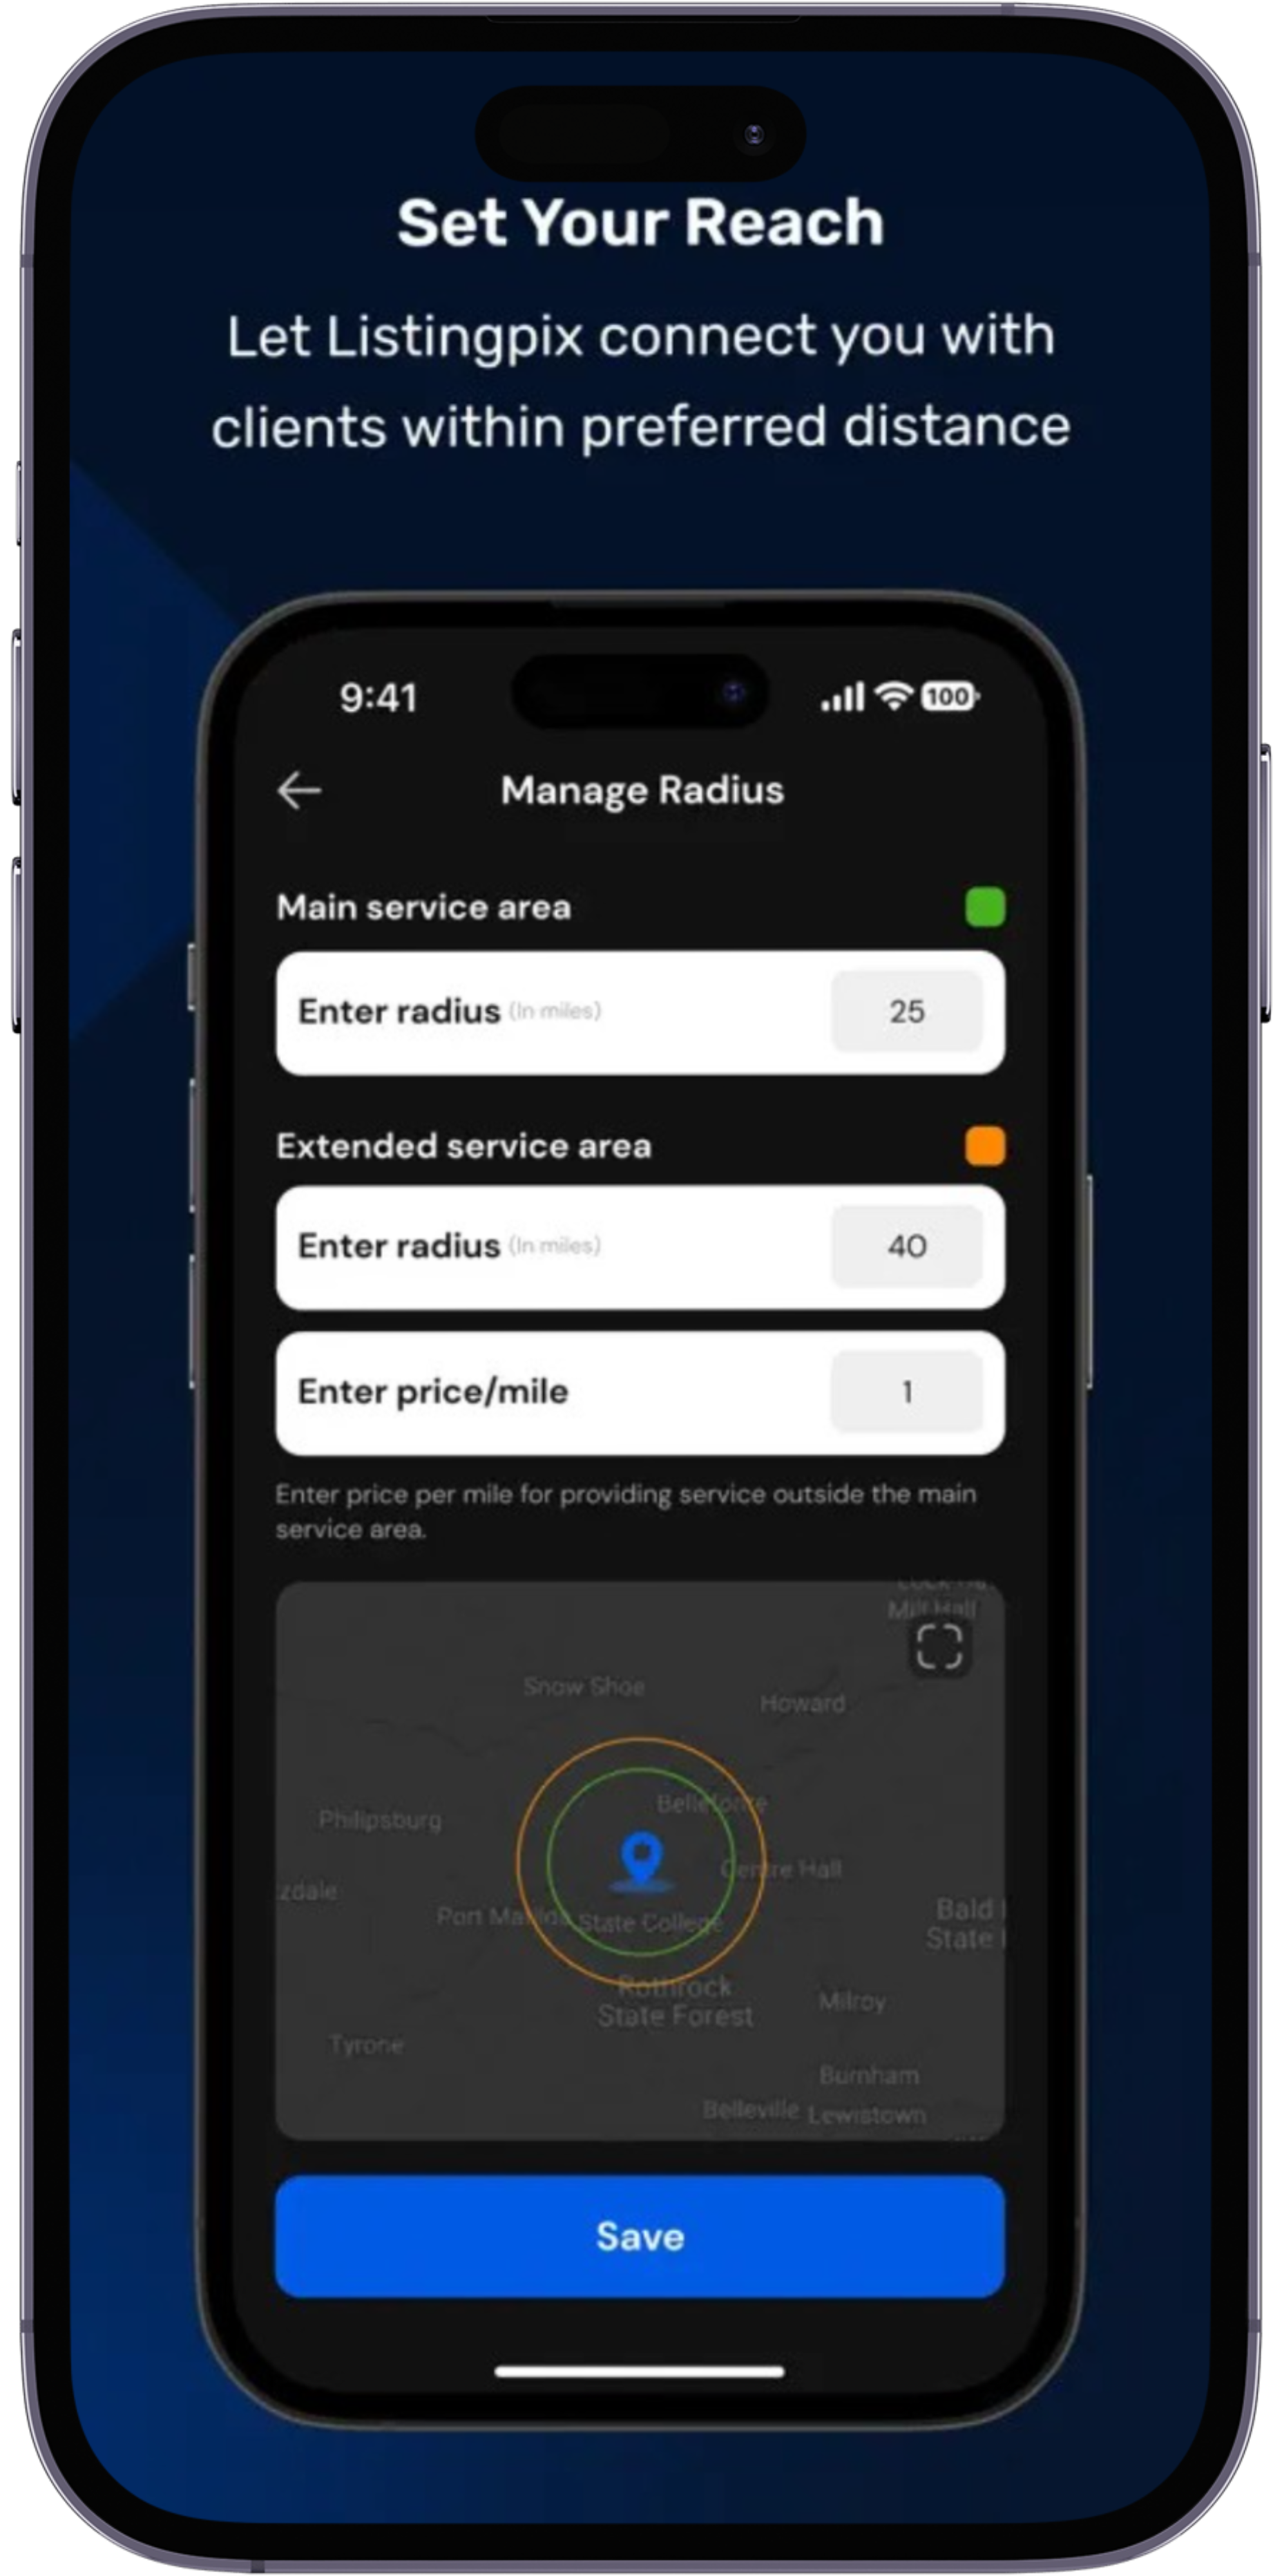 Set Your Reach
Let Listingpix connect you with
clients within preferred distance
9:41
100
Manage Radius
Main service area
Enter radius (In miles)
25
Extended service area
Enter radius (In miles)
40
Enter price/mile
1
Enter price per mile for providing service outside the main
service area.
Mill Hall
Snow Shoe
Howard
Bellefonte
Philipsburg
Centre Hall
zdale
Port Matilda
State College
Bald
State
Rothrock
State Forest
Milroy
Tyrone
Burnham
Belleville
Lewistown
Save